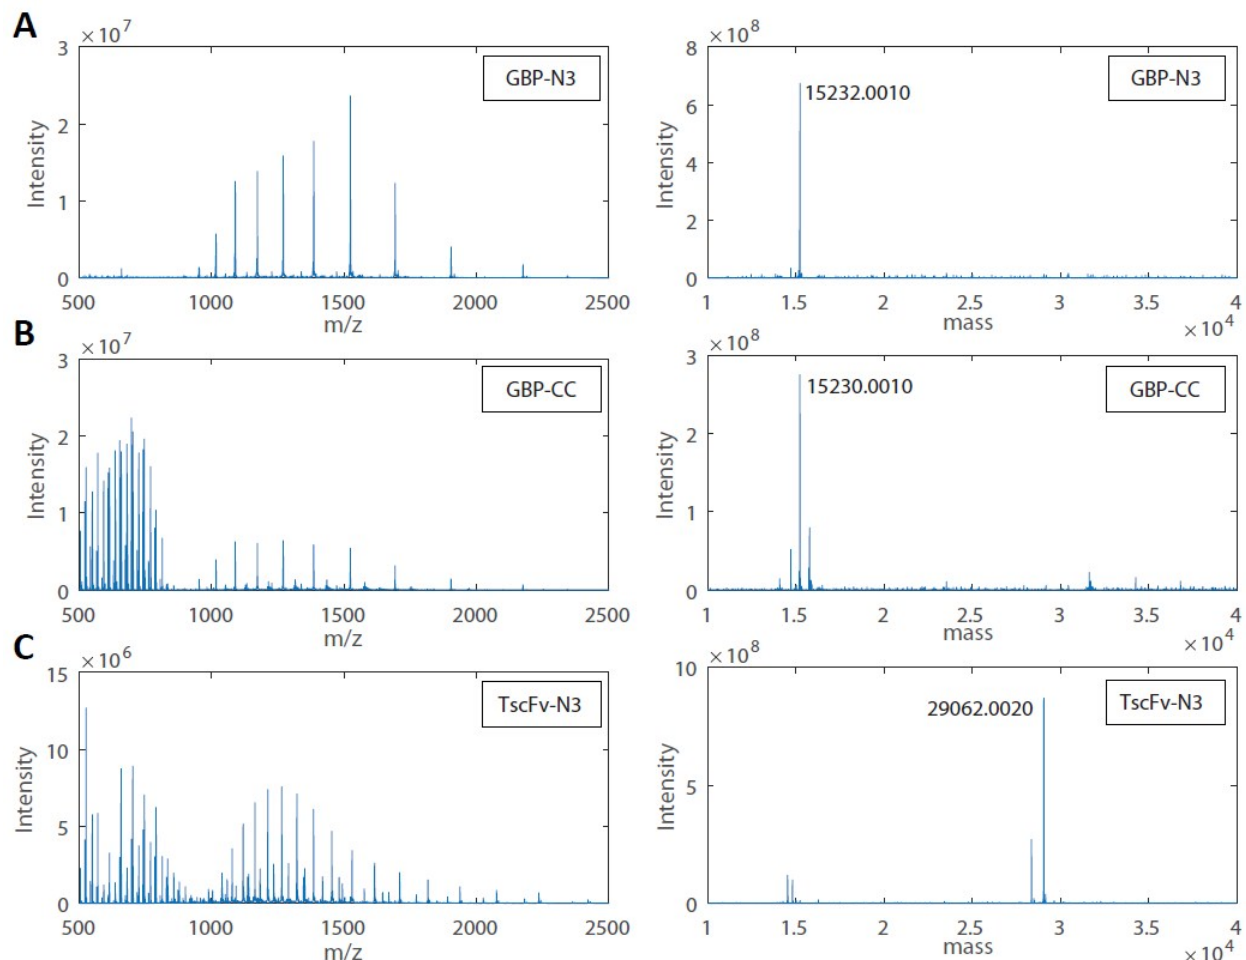 A
×10^7
3
2
1
0
Intensity
GBP-N3
500 1000 1500 2000 2500
m/z
×10^8
8
6
4
2
0
Intensity
15232.0010
GBP-N3
1 1.5 2 2.5 3 3.5 4
mass
×10^4
B
×10^7
3
2
1
0
Intensity
GBP-CC
500 1000 1500 2000 2500
m/z
×10^8
3
2
1
0
Intensity
15230.0010
GBP-CC
1 1.5 2 2.5 3 3.5 4
mass
×10^4
C
×10^6
15
10
5
0
Intensity
TscFv-N3
500 1000 1500 2000 2500
m/z
×10^8
10
5
0
Intensity
29062.0020
TscFv-N3
1 1.5 2 2.5 3 3.5 4
mass
×10^4